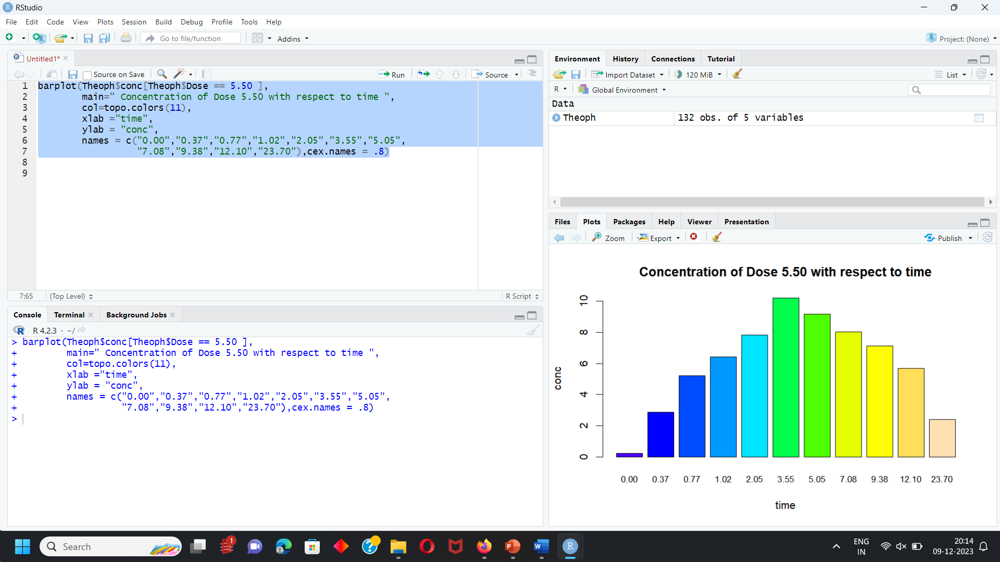 RStudio
File Edit Code View Plots Session Build Debug Profile Tools Help
Go to file/function
Addins
Project: (None)
Untitled1*
Source on Save
Run
Source
1 barplot(Theoph$conc[Theoph$Dose == 5.50 ],
2         main=" Concentration of Dose 5.50 with respect to time ",
3         col=topo.colors(11),
4         xlab ="time",
5         ylab = "conc",
6         names = c("0.00","0.37","0.77","1.02","2.05","3.55","5.05",
7                   "7.08","9.38","12.10","23.70"),cex.names = .8)
8
9
7:65 (Top Level) R Script
Console Terminal Background Jobs
R 4.2.3 · ~/
> barplot(Theoph$conc[Theoph$Dose == 5.50 ],
+         main=" Concentration of Dose 5.50 with respect to time ",
+         col=topo.colors(11),
+         xlab ="time",
+         ylab = "conc",
+         names = c("0.00","0.37","0.77","1.02","2.05","3.55","5.05",
+                   "7.08","9.38","12.10","23.70"),cex.names = .8)
>
Environment History Connections Tutorial
Import Dataset 120 MiB List
R Global Environment
Data
Theoph 132 obs. of 5 variables
Files Plots Packages Help Viewer Presentation
Zoom Export Publish
Concentration of Dose 5.50 with respect to time
10
8
6
4
2
0
conc
0.00 0.37 0.77 1.02 2.05 3.55 5.05 7.08 9.38 12.10 23.70
time
Search
1
ENG
IN
20:14
09-12-2023